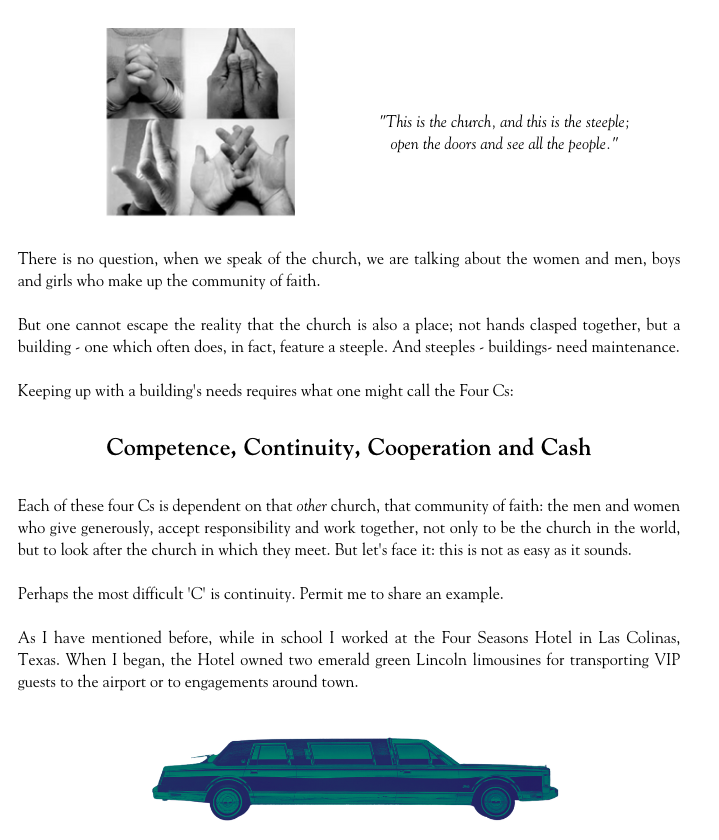 "This is the church, and this is the steeple;
open the doors and see all the people."
There is no question, when we speak of the church, we are talking about the women and men, boys
and girls who make up the community of faith.
But one cannot escape the reality that the church is also a place; not hands clasped together, but a
building - one which often does, in fact, feature a steeple. And steeples - buildings- need maintenance.
Keeping up with a building's needs requires what one might call the Four Cs:
Competence, Continuity, Cooperation and Cash
Each of these four Cs is dependent on that other church, that community of faith: the men and women
who give generously, accept responsibility and work together, not only to be the church in the world,
but to look after the church in which they meet. But let's face it: this is not as easy as it sounds.
Perhaps the most difficult 'C' is continuity. Permit me to share an example.
As I have mentioned before, while in school I worked at the Four Seasons Hotel in Las Colinas,
Texas. When I began, the Hotel owned two emerald green Lincoln limousines for transporting VIP
guests to the airport or to engagements around town.